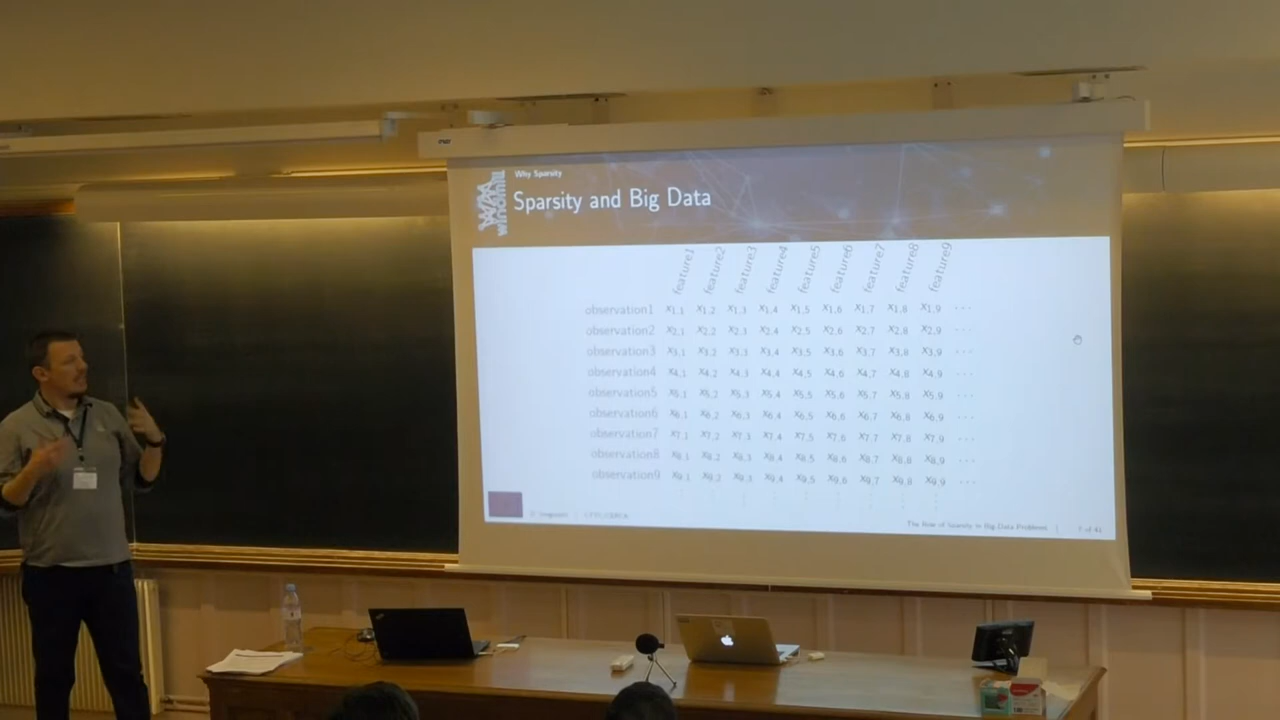 Why Sparsity
windmill
Sparsity and Big Data
feature1 feature2 feature3 feature4 feature5 feature6 feature7 feature8 feature9
observation1 x1,1 x1,2 x1,3 x1,4 x1,5 x1,6 x1,7 x1,8 x1,9 ...
observation2 x2,1 x2,2 x2,3 x2,4 x2,5 x2,6 x2,7 x2,8 x2,9 ...
observation3 x3,1 x3,2 x3,3 x3,4 x3,5 x3,6 x3,7 x3,8 x3,9 ...
observation4 x4,1 x4,2 x4,3 x4,4 x4,5 x4,6 x4,7 x4,8 x4,9 ...
observation5 x5,1 x5,2 x5,3 x5,4 x5,5 x5,6 x5,7 x5,8 x5,9 ...
observation6 x6,1 x6,2 x6,3 x6,4 x6,5 x6,6 x6,7 x6,8 x6,9 ...
observation7 x7,1 x7,2 x7,3 x7,4 x7,5 x7,6 x7,7 x7,8 x7,9 ...
observation8 x8,1 x8,2 x8,3 x8,4 x8,5 x8,6 x8,7 x8,8 x8,9 ...
observation9 x9,1 x9,2 x9,3 x9,4 x9,5 x9,6 x9,7 x9,8 x9,9 ...
The Role of Sparsity in Big Data Problems | 7 of 41